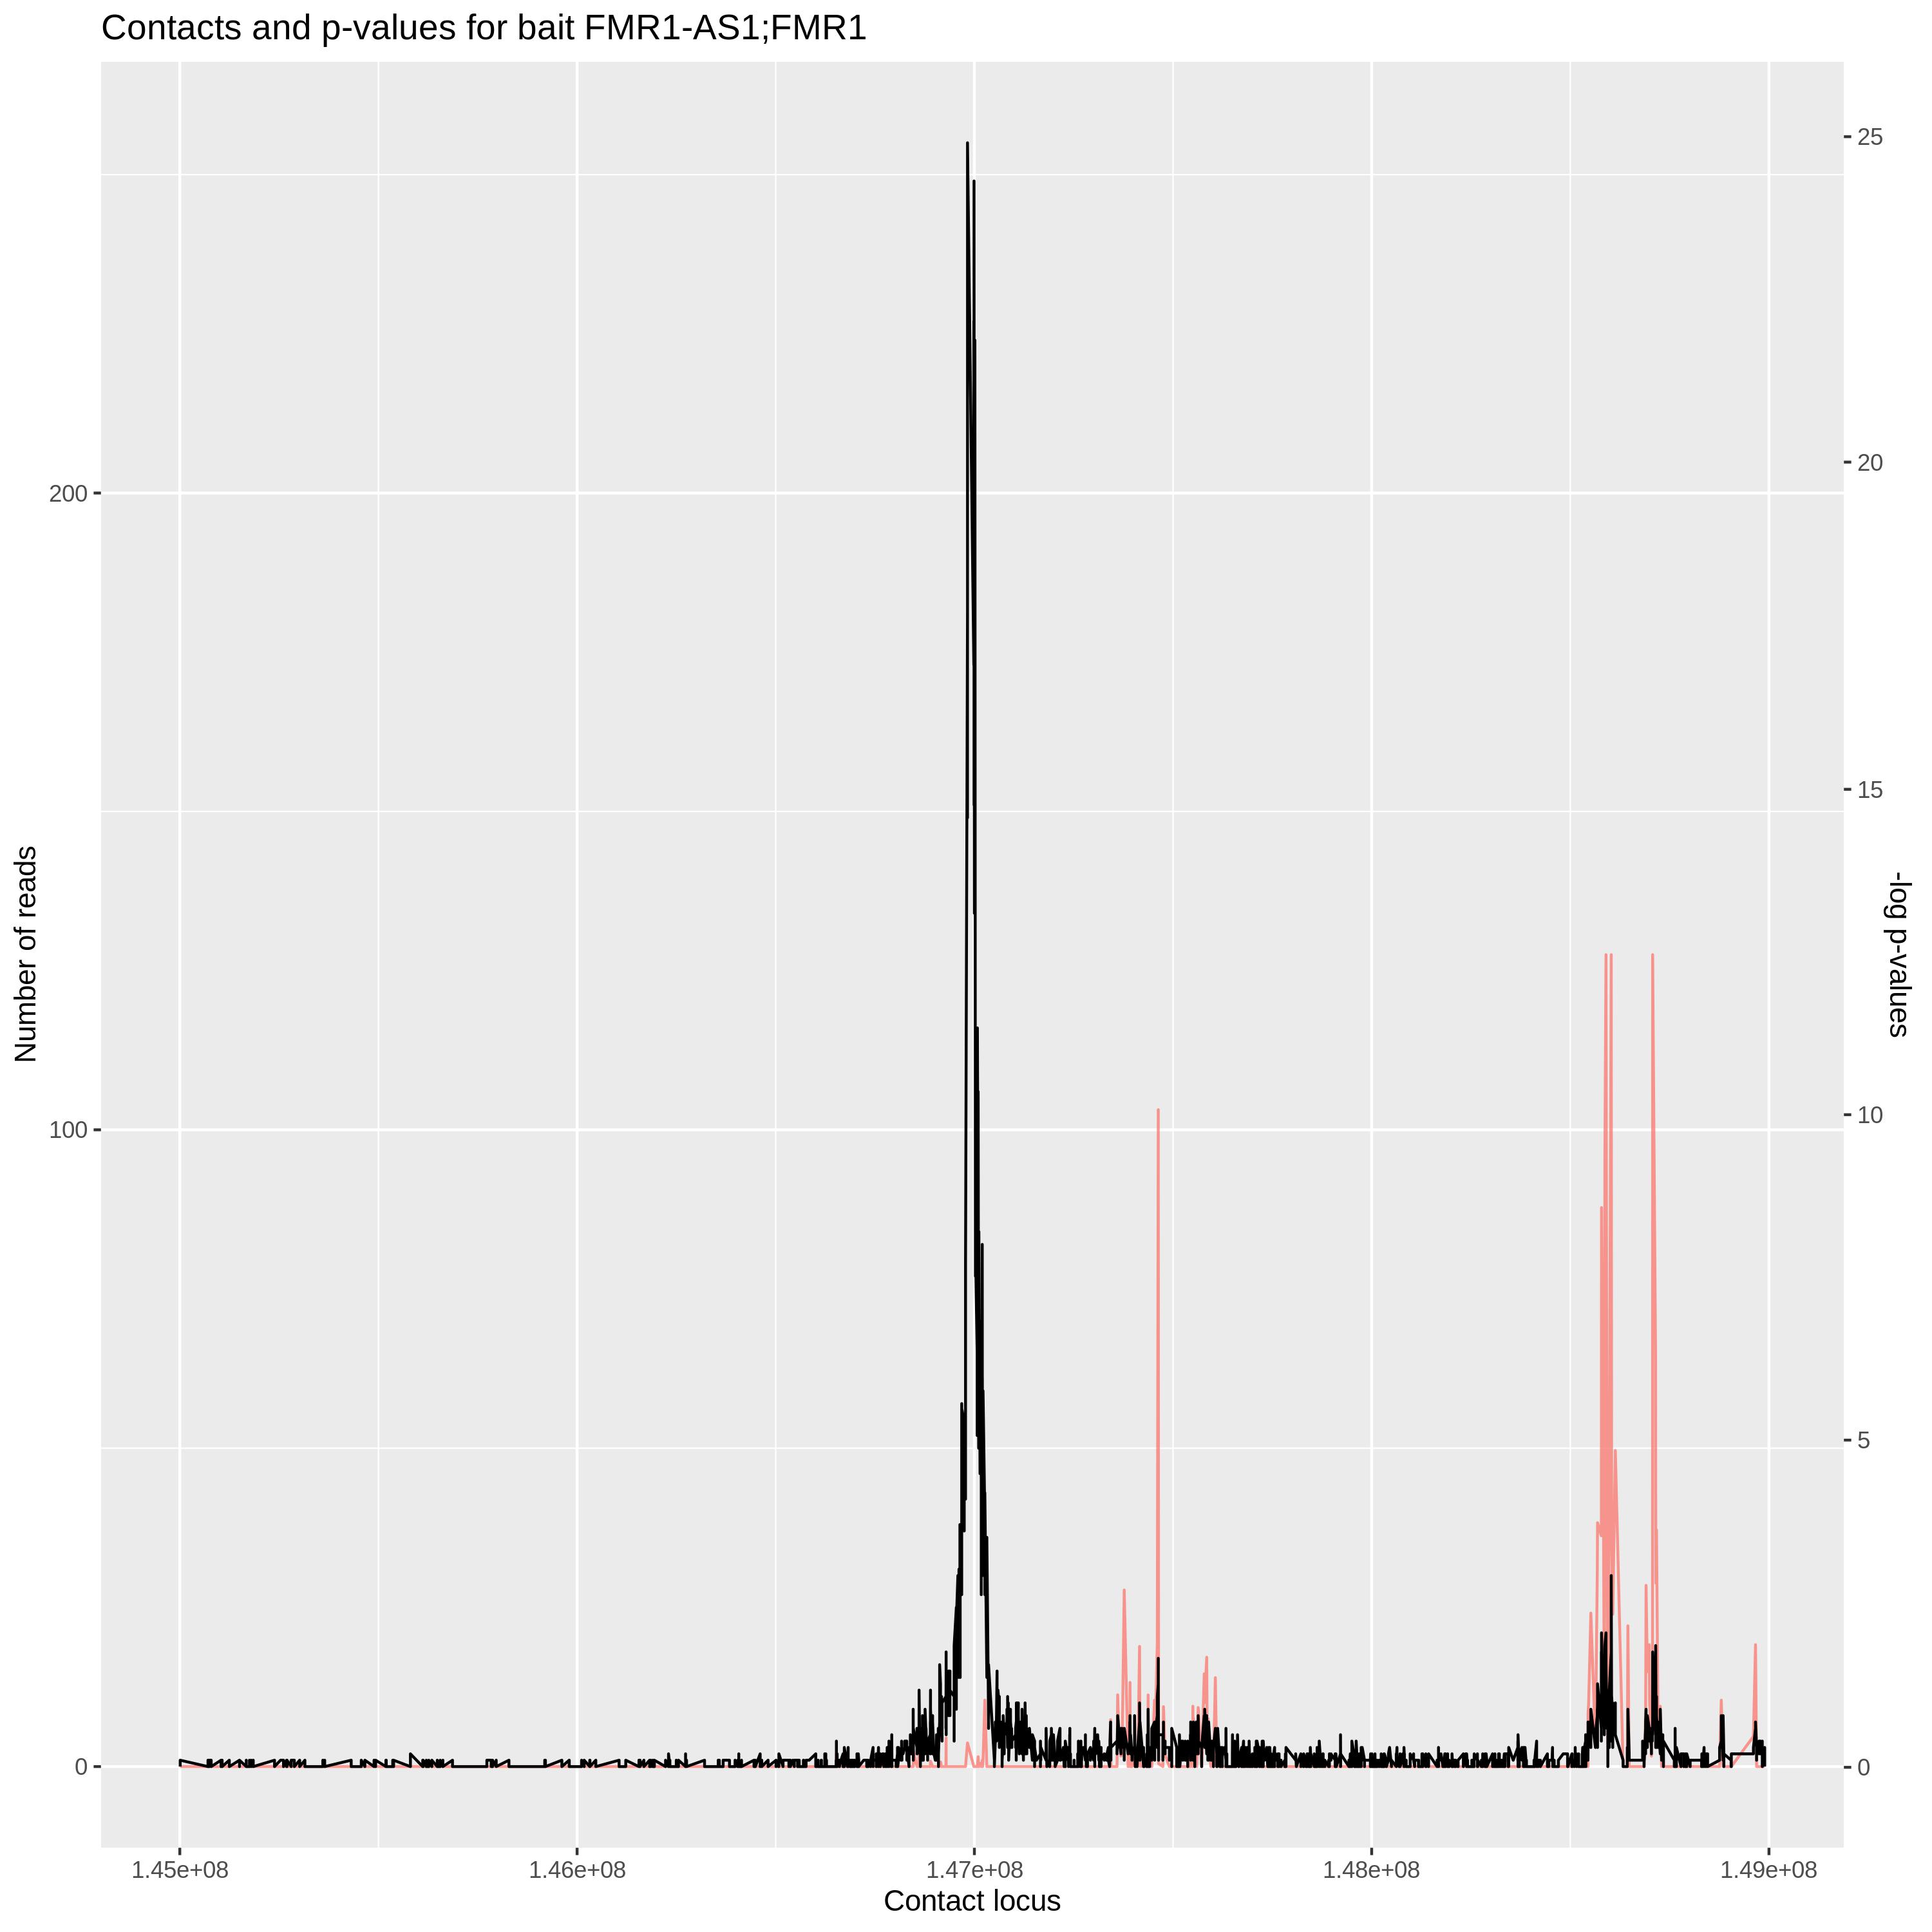 Contacts and p-values for bait FMR1-AS1;FMR1
25
20
200
15
Number of reads
-log p-values
10
100
5
0
0
1.45e+08 1.46e+08 1.47e+08 1.48e+08 1.49e+08
Contact locus